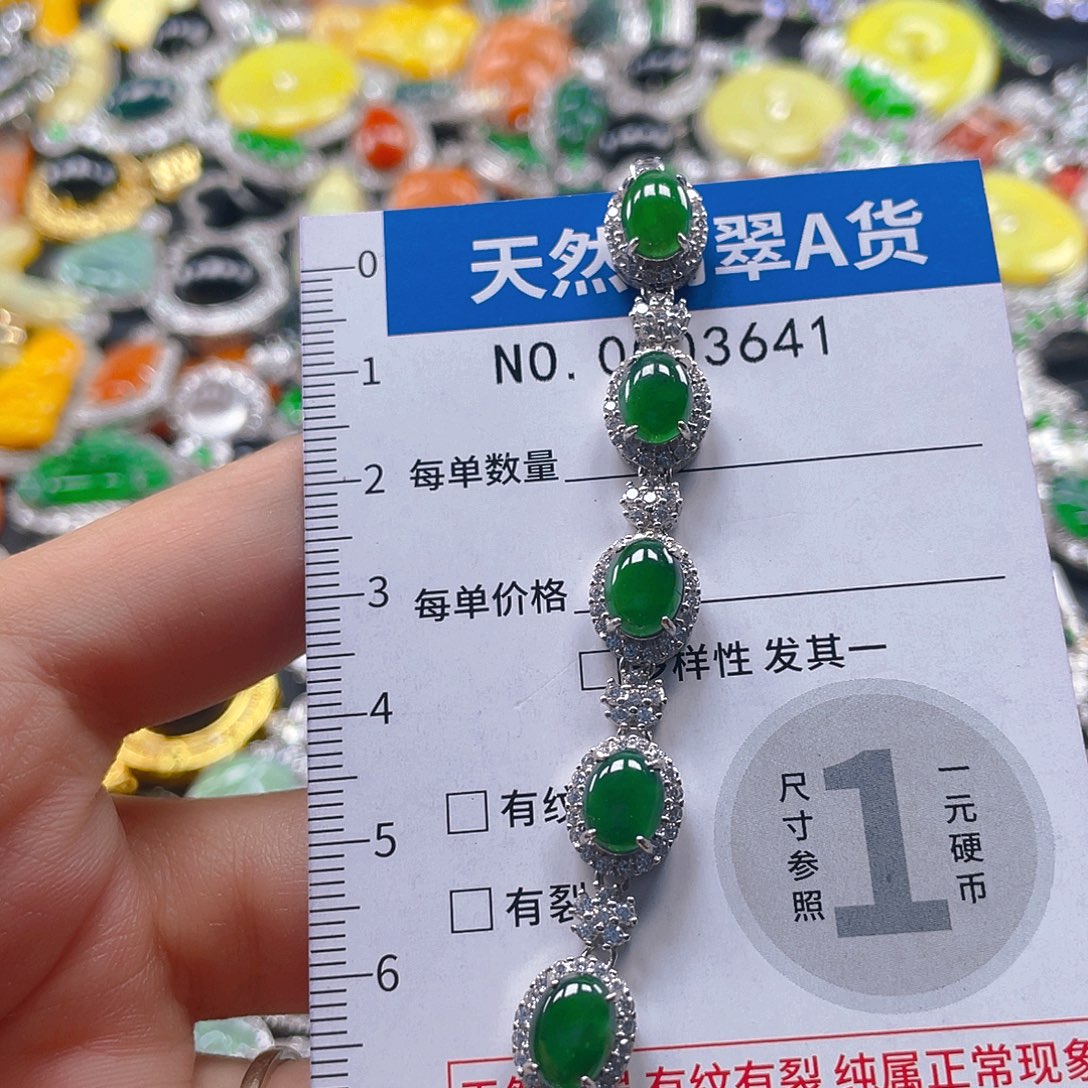 天然翠A货
NO. 03641
0
1
2
3
4
5
6
每单数量
每单价格
样性 发其一
有纹
有裂
尺寸参照
1
一元硬币
有纹有裂 纯属正常现象